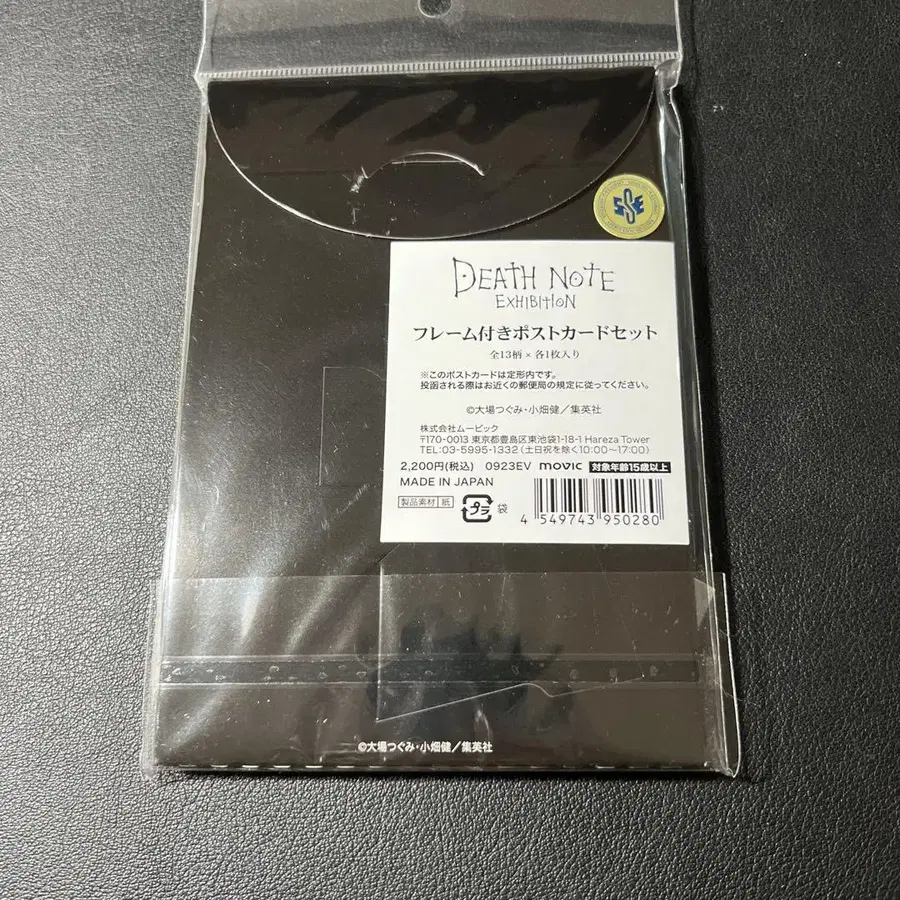 SSE
DEATH NOTE
EXHIBITION
フレーム付きポストカードセット
全13柄 × 各1枚入り
※このポストカードは定形内です。
投函される際はお近くの郵便局の規定に従ってください。
©大場つぐみ・小畑健／集英社
株式会社ムービック
〒170-0013 東京都豊島区東池袋1-18-1 Hareza Tower
TEL:03-5995-1332 (土日祝を除く10:00〜17:00)
2,200円(税込) 0923EV movic 対象年齢15歳以上
MADE IN JAPAN
製品素材 紙 プラ 袋
4 549743 950280
©大場つぐみ・小畑健／集英社